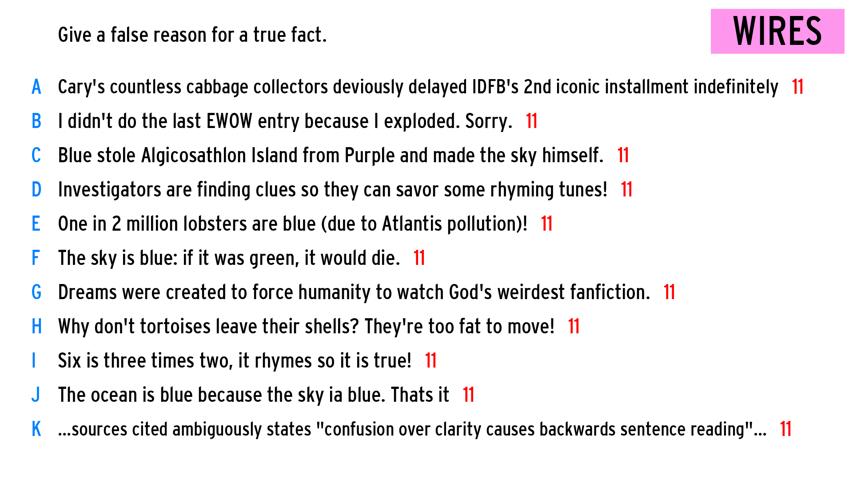 Give a false reason for a true fact.
WIRES
A Cary's countless cabbage collectors deviously delayed IDFB's 2nd iconic installment indefinitely 11
B I didn't do the last EWOW entry because I exploded. Sorry. 11
C Blue stole Algicosathlon Island from Purple and made the sky himself. 11
D Investigators are finding clues so they can savor some rhyming tunes! 11
E One in 2 million lobsters are blue (due to Atlantis pollution)! 11
F The sky is blue: if it was green, it would die. 11
G Dreams were created to force humanity to watch God's weirdest fanfiction. 11
H Why don't tortoises leave their shells? They're too fat to move! 11
I Six is three times two, it rhymes so it is true! 11
J The ocean is blue because the sky ia blue. Thats it 11
K ...sources cited ambiguously states "confusion over clarity causes backwards sentence reading"... 11